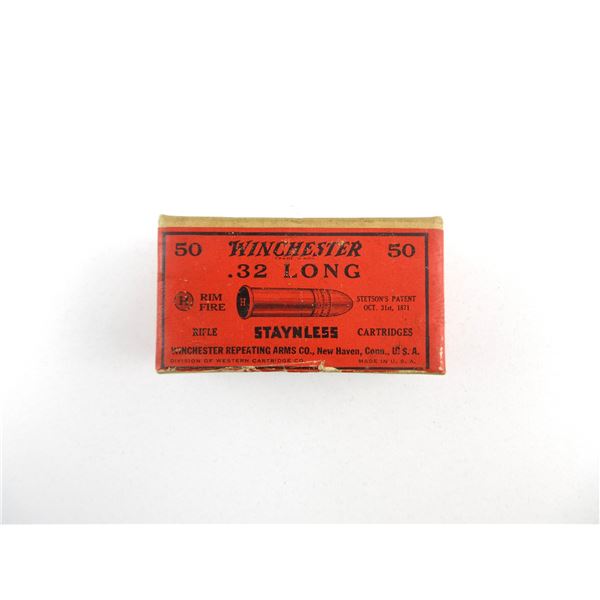 50 WINCHESTER 50
TRADE MARK
.32 LONG
RIM FIRE
H
STETSON'S PATENT
OCT. 31st, 1871
RIFLE STAYNLESS CARTRIDGES
WINCHESTER REPEATING ARMS CO., New Haven, Conn., U. S. A.
DIVISION OF WESTERN CARTRIDGE CO. MADE IN U. S. A.